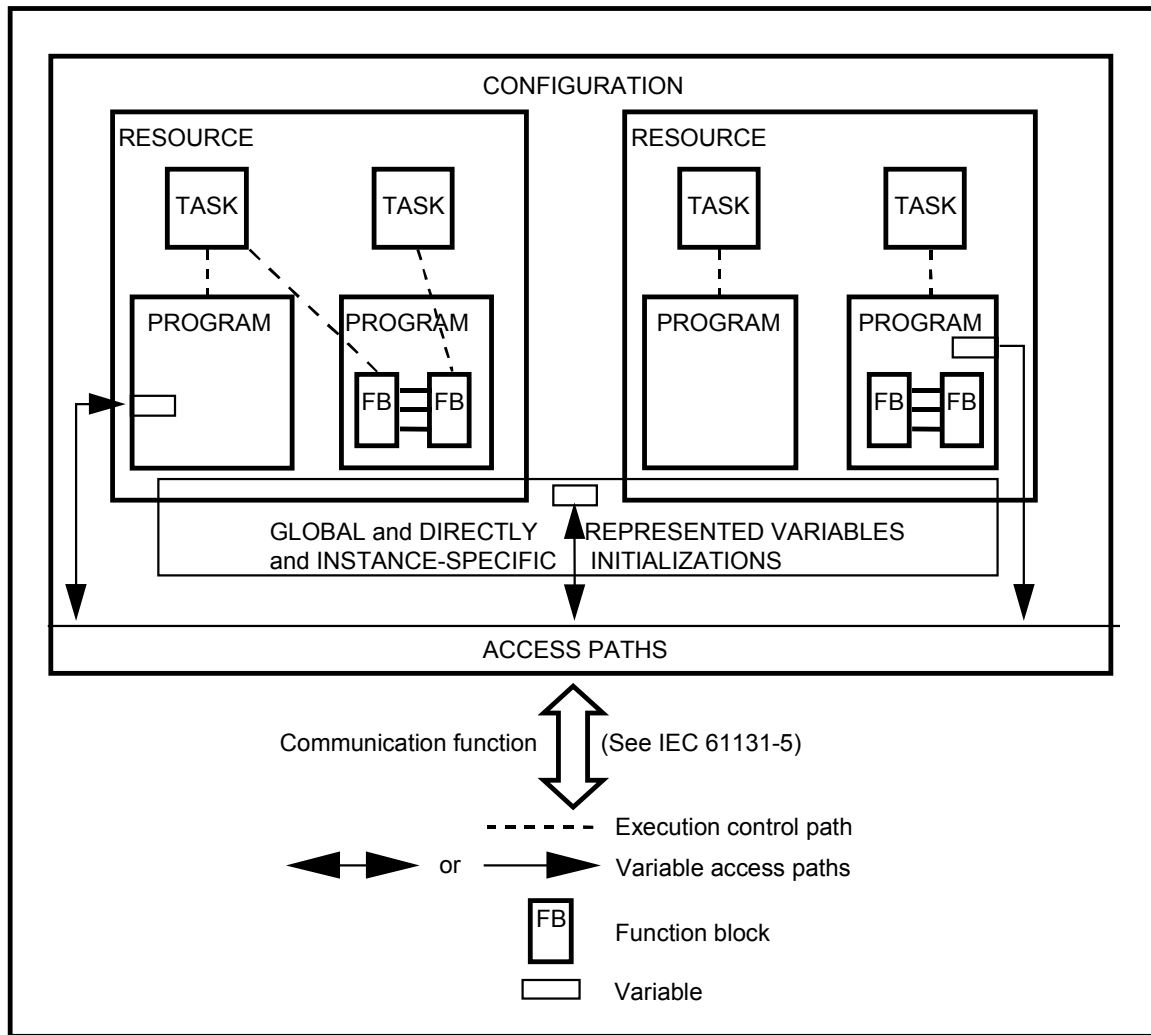 CONFIGURATION
RESOURCE
RESOURCE
TASK
TASK
TASK
TASK
PROGRAM
PROGRAM
PROGRAM
PROGRAM
FB
FB
FB
FB
GLOBAL and DIRECTLY REPRESENTED VARIABLES
and INSTANCE-SPECIFIC INITIALIZATIONS
ACCESS PATHS
Communication function (See IEC 61131-5)
Execution control path
or Variable access paths
FB
Function block
Variable